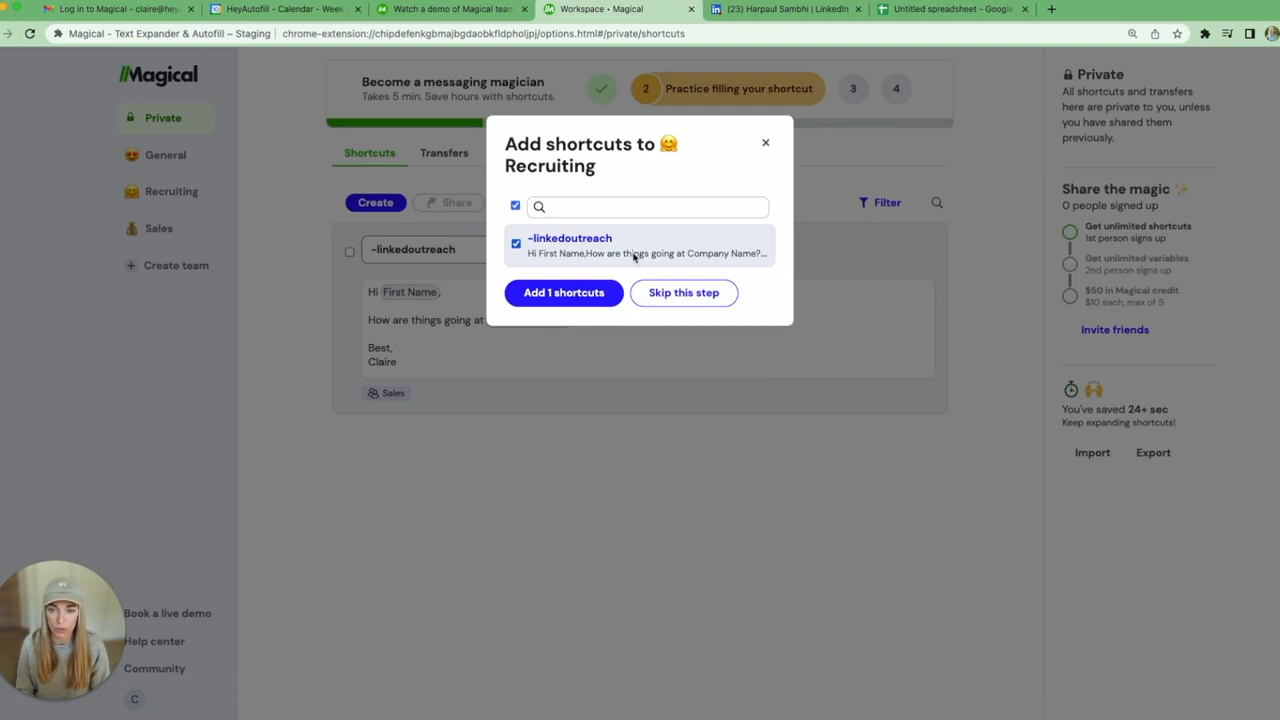 Log in to Magical - claire@hey
HeyAutofill - Calendar - Week
Watch a demo of Magical team
Workspace • Magical
(23) Harpaul Sambhi | LinkedIn
Untitled spreadsheet - Google
Magical - Text Expander & Autofill – Staging
chrome-extension://chipdefenkgbmajbgdaobkfldpholjpj/options.html#/private/shortcuts
Magical
Private
General
Recruiting
Sales
Create team
Book a live demo
Help center
Community
C
Become a messaging magician
Takes 5 min. Save hours with shortcuts.
2
Practice filling your shortcut
3
4
Shortcuts
Transfers
Create
Share
Filter
-linkedoutreach
Hi First Name,
How are things going at
Best,
Claire
Sales
Add shortcuts to 🤗
Recruiting
-linkedoutreach
Hi First Name,How are things going at Company Name?...
Add 1 shortcuts
Skip this step
Private
All shortcuts and transfers
here are private to you, unless
you have shared them
previously.
Share the magic ✨
0 people signed up
Get unlimited shortcuts
1st person signs up
Get unlimited variables
2nd person signs up
$50 in Magical credit
$10 each, max of 5
Invite friends
You've saved 24+ sec
Keep expanding shortcuts!
Import
Export